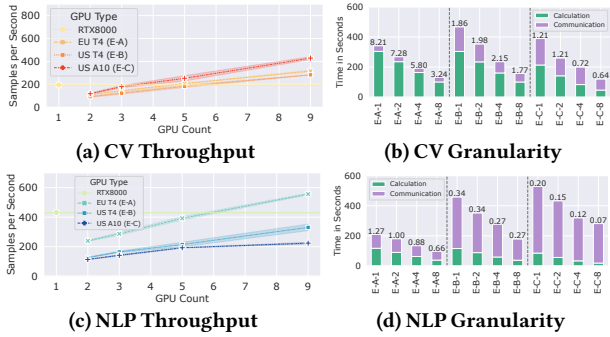 Samples per Second
800
600
400
200
0
GPU Type
RTX8000
EU T4 (E-A)
US T4 (E-B)
US A10 (E-C)
1 2 3 4 5 6 7 8 9
GPU Count
(a) CV Throughput
Time in Seconds
600
400
200
0
Calculation
Communication
8.21 7.28 5.80 3.24 1.86 1.98 2.15 1.77 1.21 1.21 0.72 0.64
E-A-1 E-A-2 E-A-4 E-A-8 E-B-1 E-B-2 E-B-4 E-B-8 E-C-1 E-C-2 E-C-4 E-C-8
(b) CV Granularity
Samples per Second
600
400
200
0
GPU Type
RTX8000
EU T4 (E-A)
US T4 (E-B)
US A10 (E-C)
1 2 3 4 5 6 7 8 9
GPU Count
(c) NLP Throughput
Time in Seconds
600
400
200
0
Calculation
Communication
1.27 1.00 0.88 0.66 0.34 0.34 0.27 0.27 0.20 0.15 0.12 0.07
E-A-1 E-A-2 E-A-4 E-A-8 E-B-1 E-B-2 E-B-4 E-B-8 E-C-1 E-C-2 E-C-4 E-C-8
(d) NLP Granularity